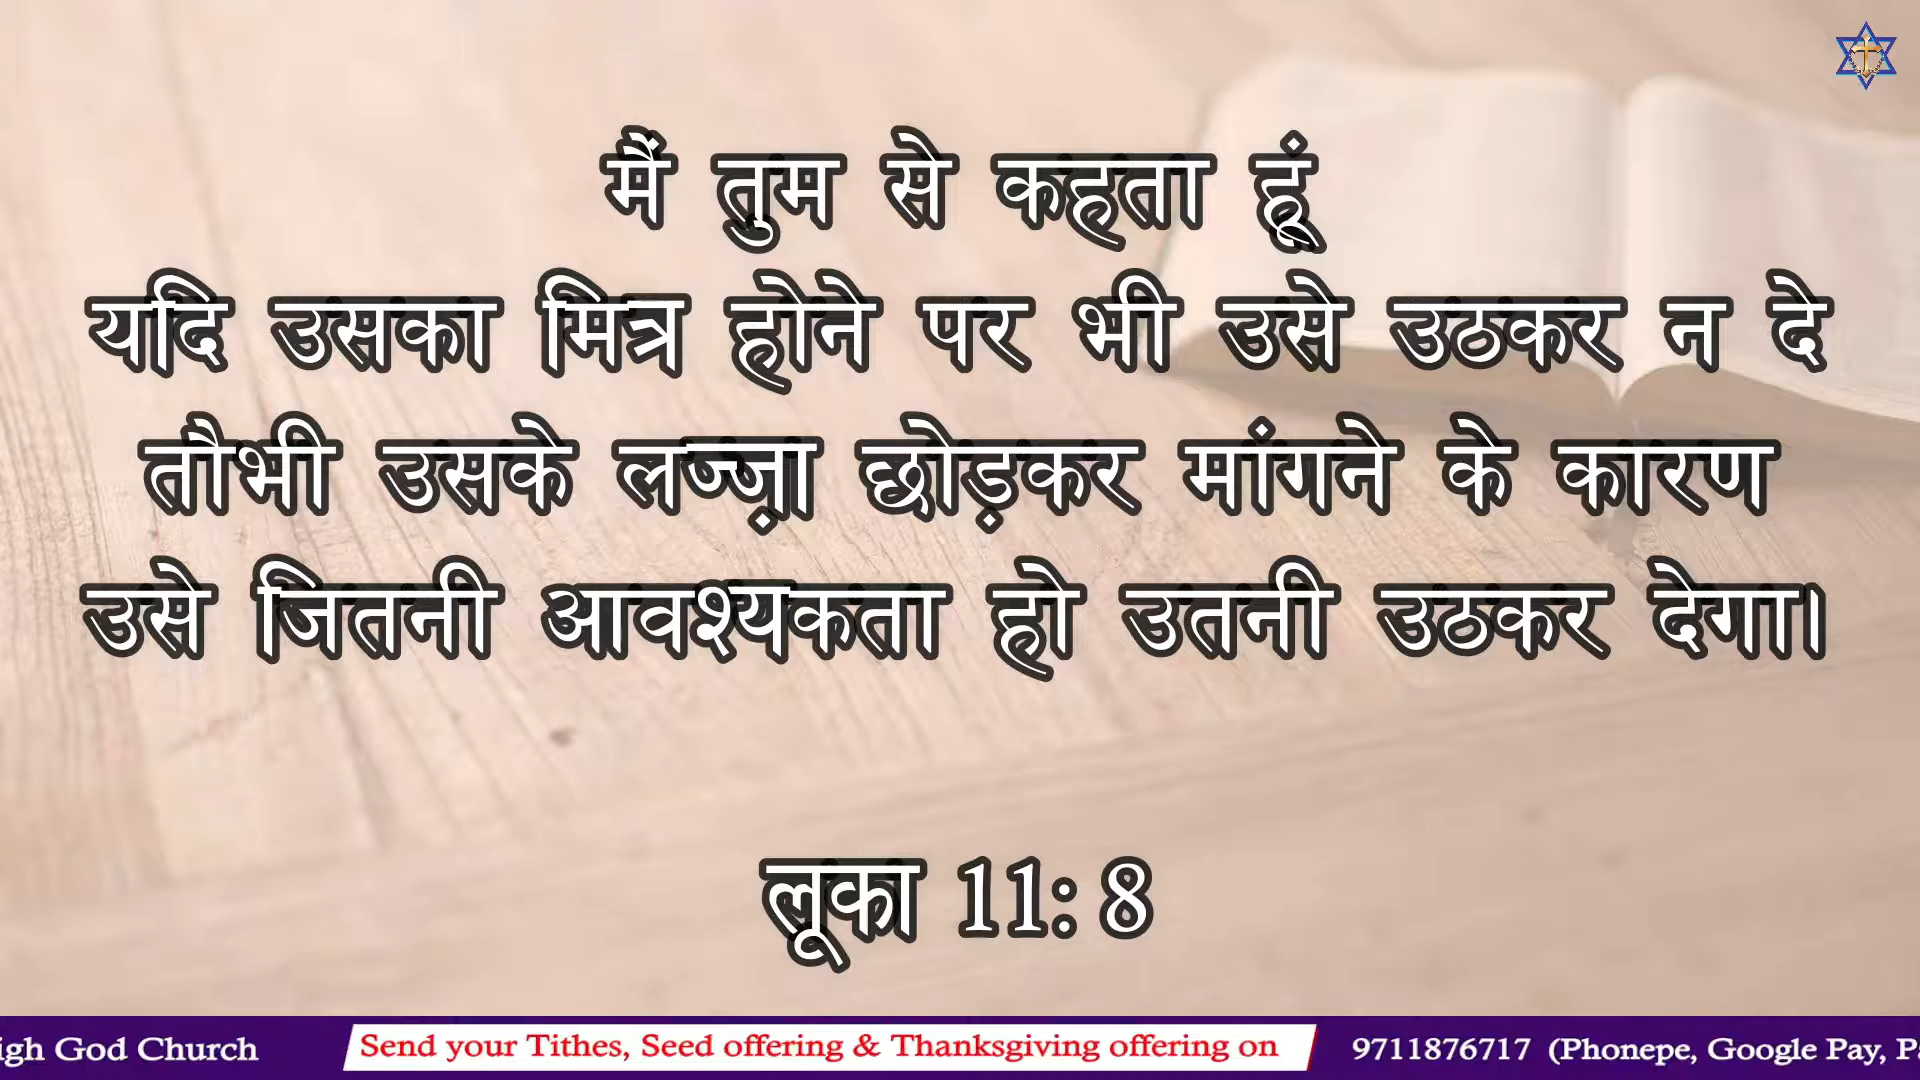 मैं तुम से कहता हूं
यदि उसका मित्र होने पर भी उसे उठकर न दे
तौभी उसके लज्ज़ा छोड़कर मांगने के कारण
उसे जितनी आवश्यकता हो उतनी उठकर देगा।
लूका 11: 8
igh God Church Send your Tithes, Seed offering & Thanksgiving offering on 9711876717 (Phonepe, Google Pay, Pa